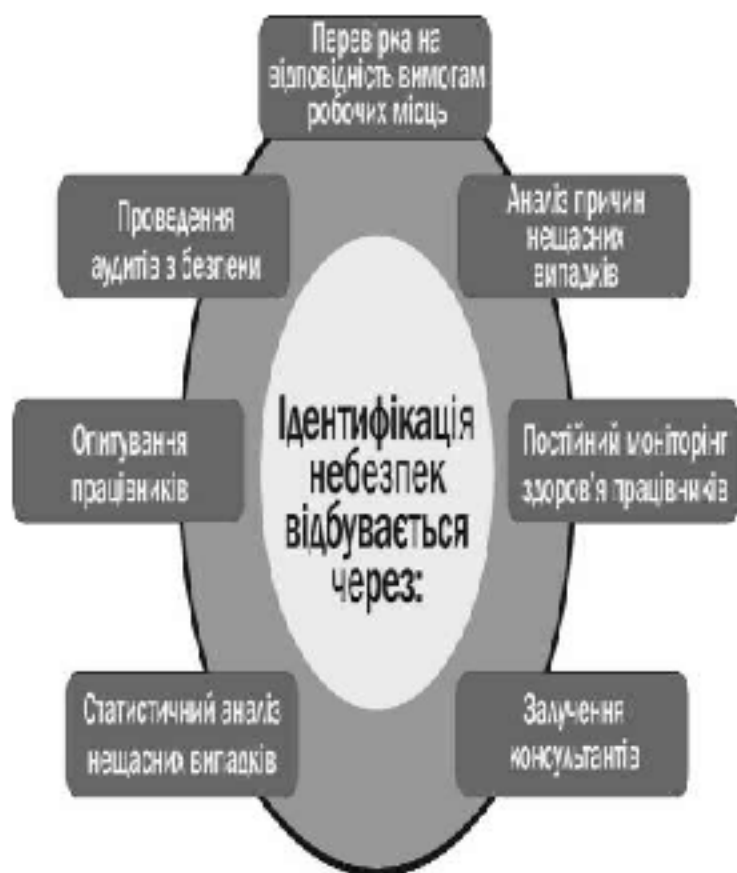 Перевірка на
відповідність вимогам
робочих місць
Проведення
аудитів з безпеки
Аналіз причин
нещасних
випадків
Опитування
працівників
Ідентифікація
небезпек
відбувається
через:
Постійний моніторінг
здоров'я працівників
Статистичний аналіз
нещасних випадків
Залучення
консультантів